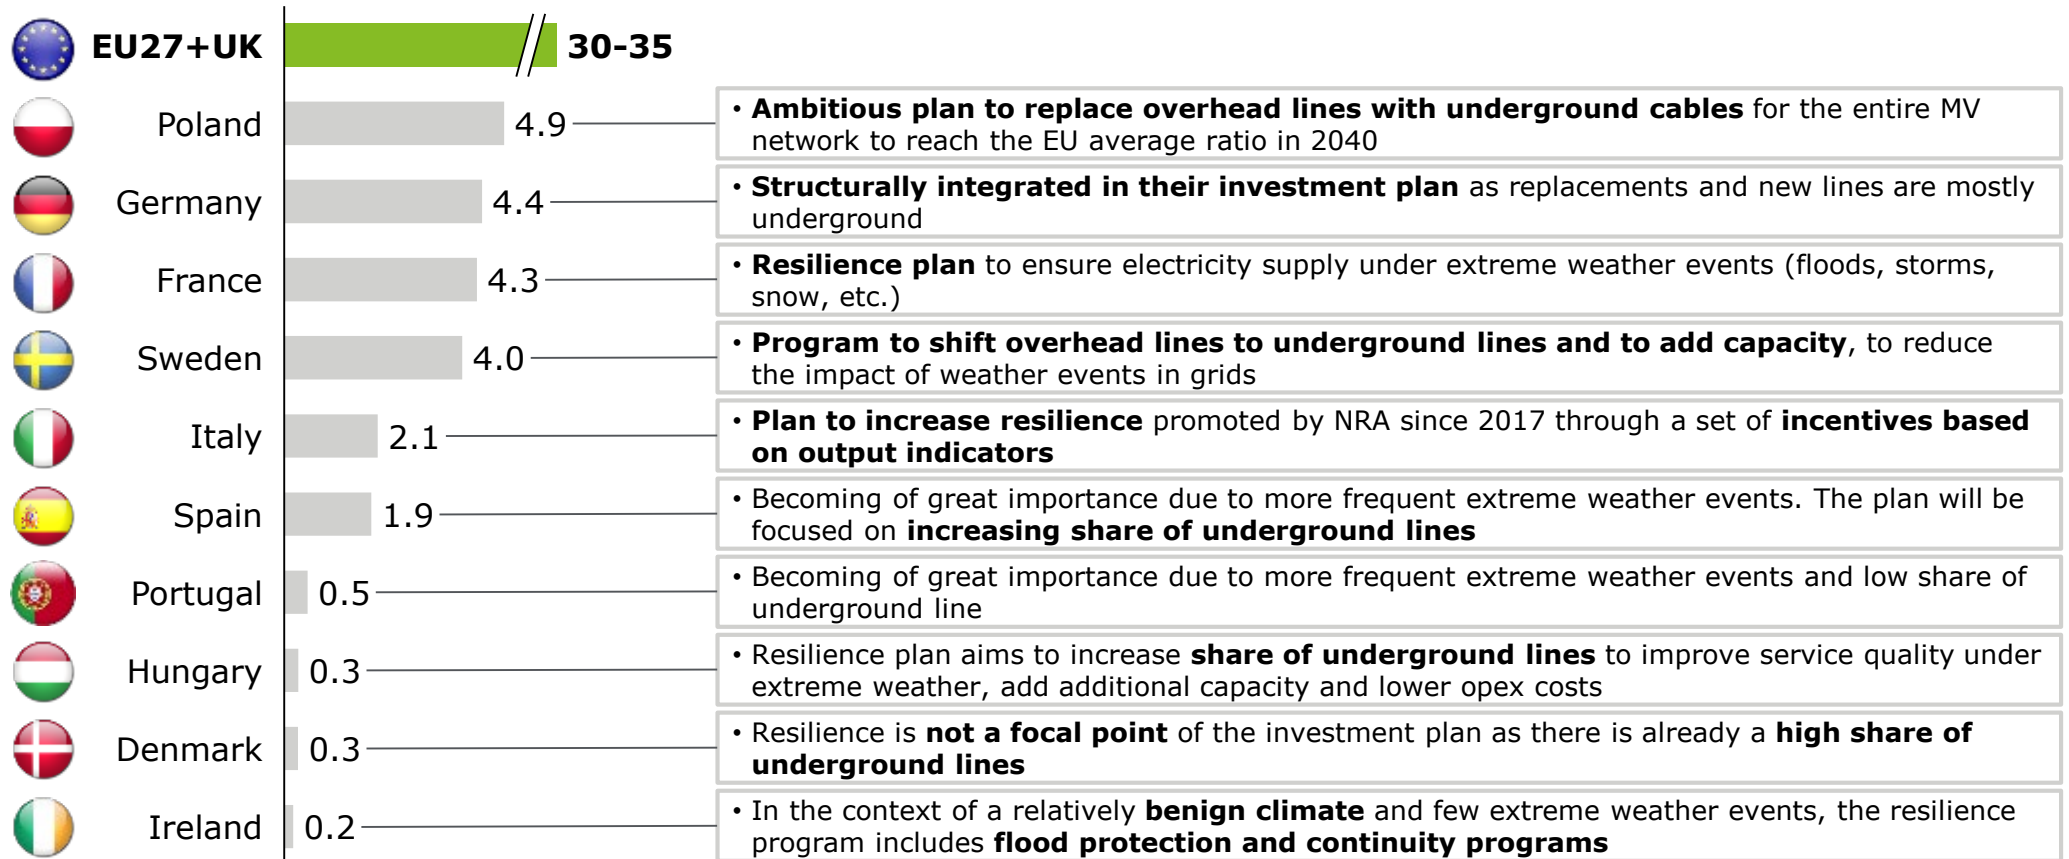 EU27+UK 30-35
Poland 4.9
• Ambitious plan to replace overhead lines with underground cables for the entire MV
network to reach the EU average ratio in 2040
Germany 4.4
• Structurally integrated in their investment plan as replacements and new lines are mostly
underground
France 4.3
• Resilience plan to ensure electricity supply under extreme weather events (floods, storms,
snow, etc.)
Sweden 4.0
• Program to shift overhead lines to underground lines and to add capacity, to reduce
the impact of weather events in grids
Italy 2.1
• Plan to increase resilience promoted by NRA since 2017 through a set of incentives based
on output indicators
Spain 1.9
• Becoming of great importance due to more frequent extreme weather events. The plan will be
focused on increasing share of underground lines
Portugal 0.5
• Becoming of great importance due to more frequent extreme weather events and low share of
underground line
Hungary 0.3
• Resilience plan aims to increase share of underground lines to improve service quality under
extreme weather, add additional capacity and lower opex costs
Denmark 0.3
• Resilience is not a focal point of the investment plan as there is already a high share of
underground lines
Ireland 0.2
• In the context of a relatively benign climate and few extreme weather events, the resilience
program includes flood protection and continuity programs